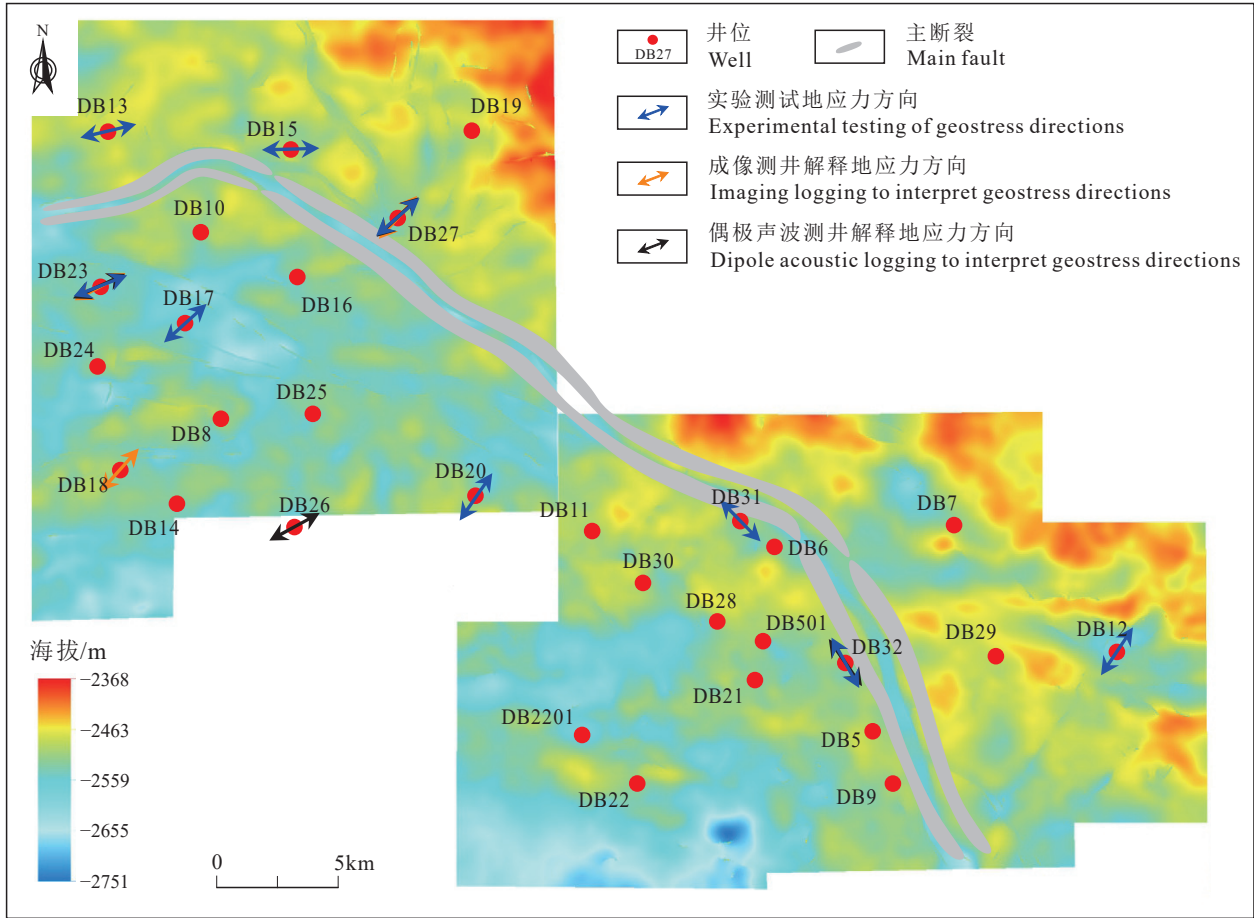 N
井位
Well
DB27
主断裂
Main fault
实验测试地应力方向
Experimental testing of geostress directions
成像测井解释地应力方向
Imaging logging to interpret geostress directions
偶极声波测井解释地应力方向
Dipole acoustic logging to interpret geostress directions
DB13
DB15
DB19
DB10
DB27
DB23
DB17
DB16
DB24
DB25
DB8
DB18
DB20
DB14
DB26
DB11
DB31
DB7
DB6
DB30
DB28
DB501
DB32
DB29
DB12
DB21
DB2201
DB5
DB22
DB9
海拔/m
−2368
−2463
−2559
−2655
−2751
0 5km